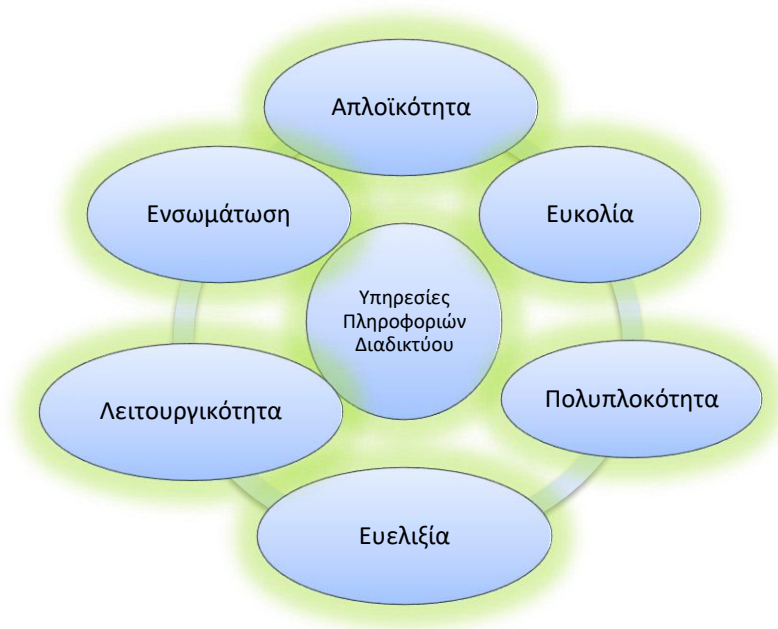 Απλοϊκότητα
Ενσωμάτωση
Ευκολία
Υπηρεσίες
Πληροφοριών
Διαδικτύου
Λειτουργικότητα
Πολυπλοκότητα
Ευελιξία